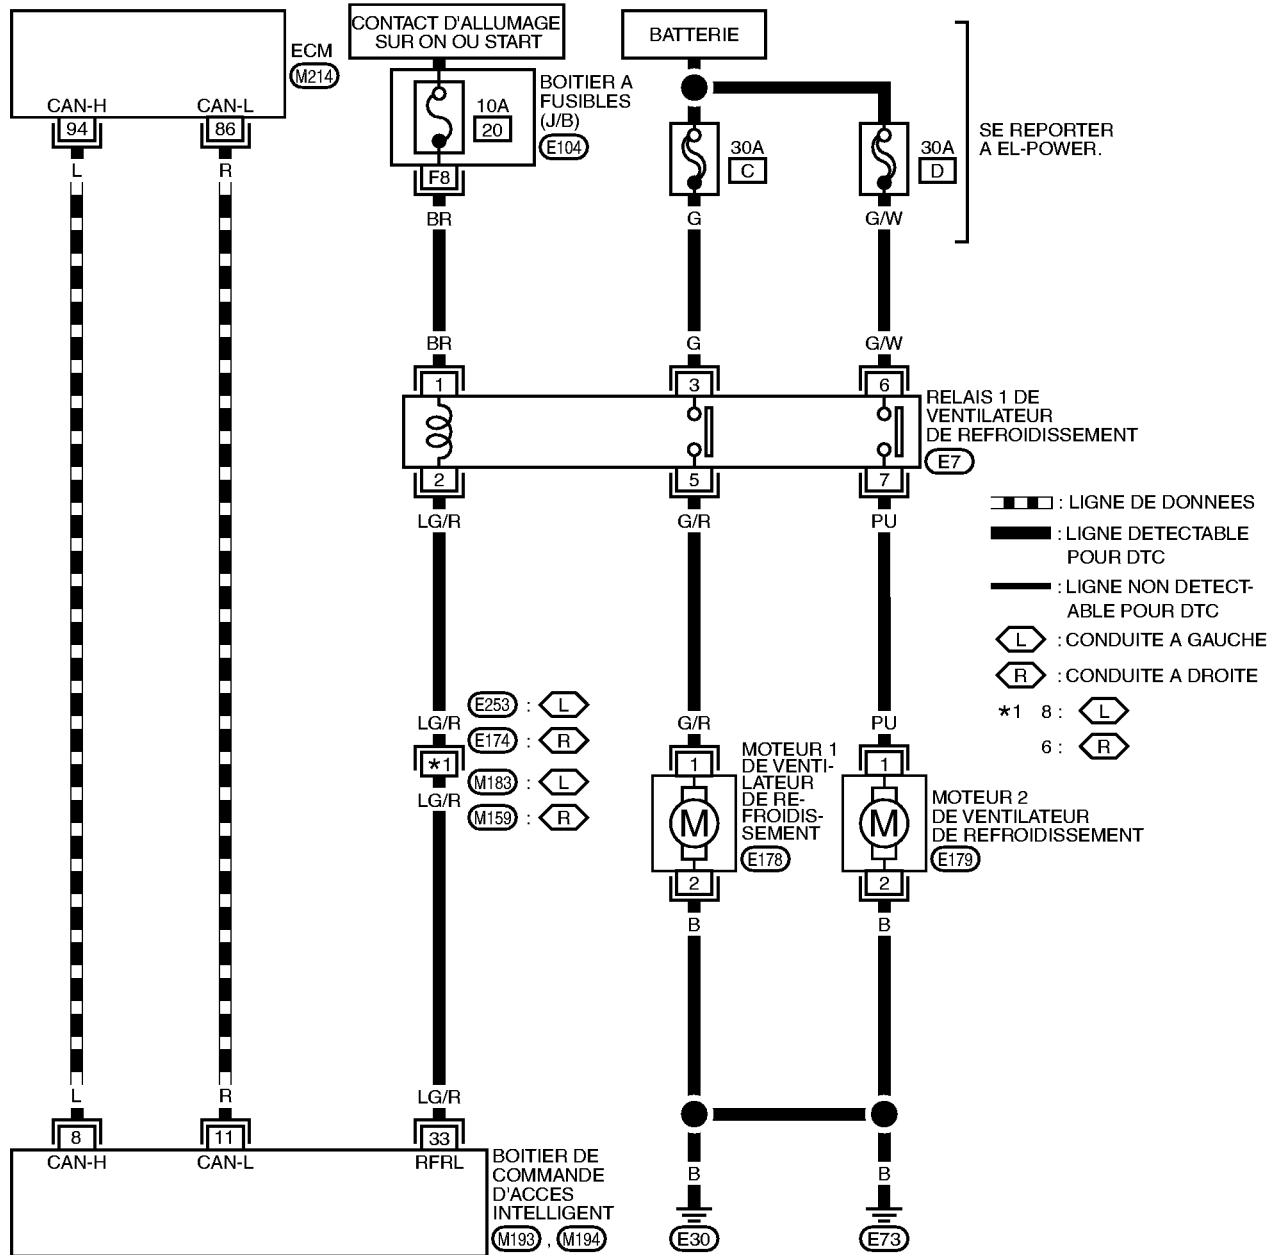 CONTACT D'ALLUMAGE
SUR ON OU START
BATTERIE
ECM
M214
CAN-H
CAN-L
94
86
L
R
10A
20
F8
BOITIER A
FUSIBLES
(J/B)
E104
30A
C
30A
D
SE REPORTER
A EL-POWER.
BR
G
G/W
BR
G
G/W
1
3
6
RELAIS 1 DE
VENTILATEUR
DE REFROIDISSEMENT
E7
2
5
7
LG/R
G/R
PU
: LIGNE DE DONNEES
: LIGNE DETECTABLE
POUR DTC
: LIGNE NON DETECT-
ABLE POUR DTC
L : CONDUITE A GAUCHE
R : CONDUITE A DROITE
*1 8 : L
6 : R
LG/R
E253 : L
E174 : R
*1
M183 : L
M159 : R
LG/R
G/R
PU
1
1
MOTEUR 1
DE VENTI-
LATEUR
DE RE-
FROIDIS-
SEMENT
E178
M
M
MOTEUR 2
DE VENTILATEUR
DE REFROIDISSEMENT
E179
2
2
B
B
L
R
LG/R
8
11
33
CAN-H
CAN-L
RFRL
BOITIER DE
COMMANDE
D'ACCES
INTELLIGENT
M193 , M194
B
B
E30
E73